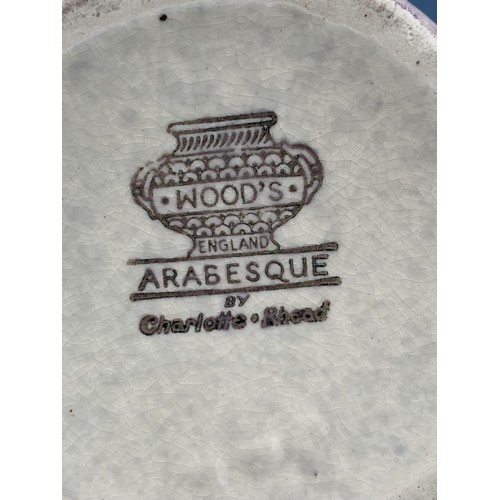 · WOOD'S ·
ENGLAND
ARABESQUE
BY
Charlotte · Rhead